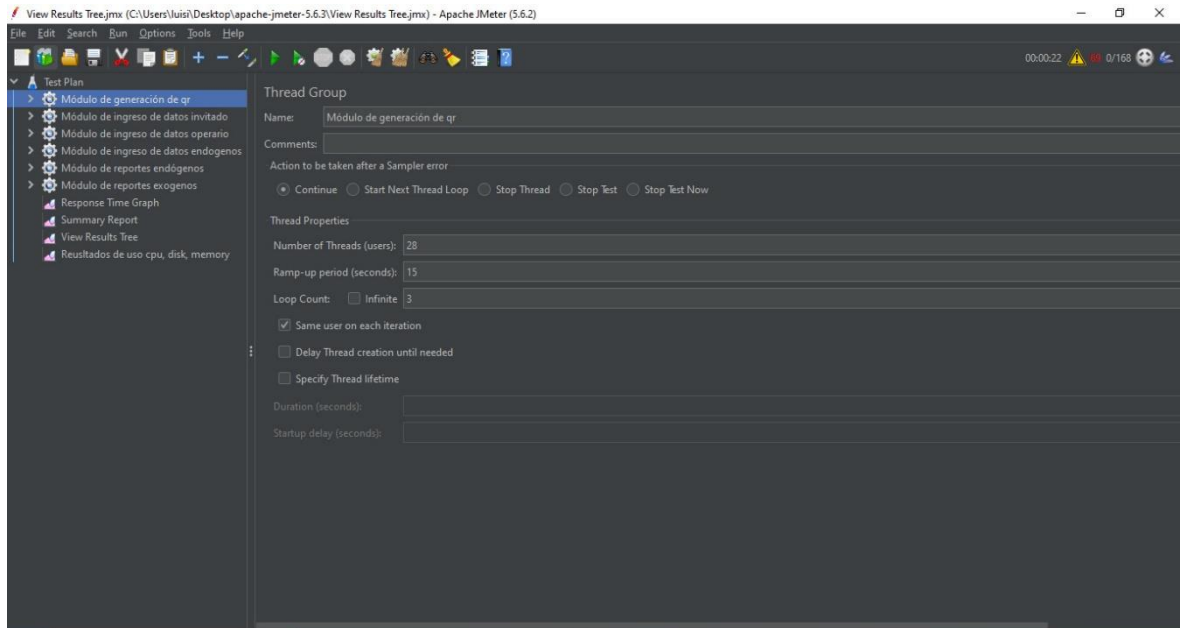 View Results Tree.jmx (C:\Users\luisi\Desktop\apache-jmeter-5.6.3\View Results Tree.jmx) - Apache JMeter (5.6.2)
File Edit Search Run Options Tools Help
00:00:22 0/168
Test Plan
Módulo de generación de qr
Módulo de ingreso de datos invitado
Módulo de ingreso de datos operario
Módulo de ingreso de datos endogenos
Módulo de reportes endógenos
Módulo de reportes exogenos
Response Time Graph
Summary Report
View Results Tree
Reusltados de uso cpu, disk, memory
Thread Group
Name: Módulo de generación de qr
Comments:
Action to be taken after a Sampler error
Continue Start Next Thread Loop Stop Thread Stop Test Stop Test Now
Thread Properties
Number of Threads (users): 28
Ramp-up period (seconds): 15
Loop Count: Infinite 3
Same user on each iteration
Delay Thread creation until needed
Specify Thread lifetime
Duration (seconds):
Startup delay (seconds):